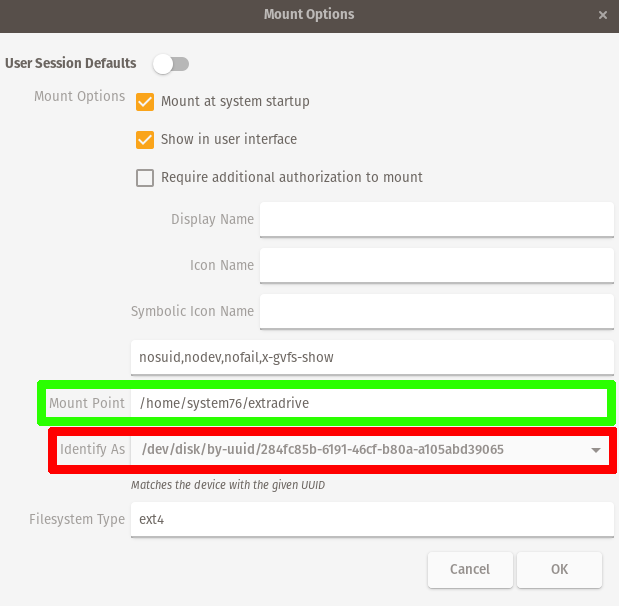 Mount Options
User Session Defaults
Mount Options
Mount at system startup
Show in user interface
Require additional authorization to mount
Display Name
Icon Name
Symbolic Icon Name
nosuid,nodev,nofail,x-gvfs-show
Mount Point /home/system76/extradrive
Identify As /dev/disk/by-uuid/284fc85b-6191-46cf-b80a-a105abd39065
Matches the device with the given UUID
Filesystem Type ext4
Cancel OK